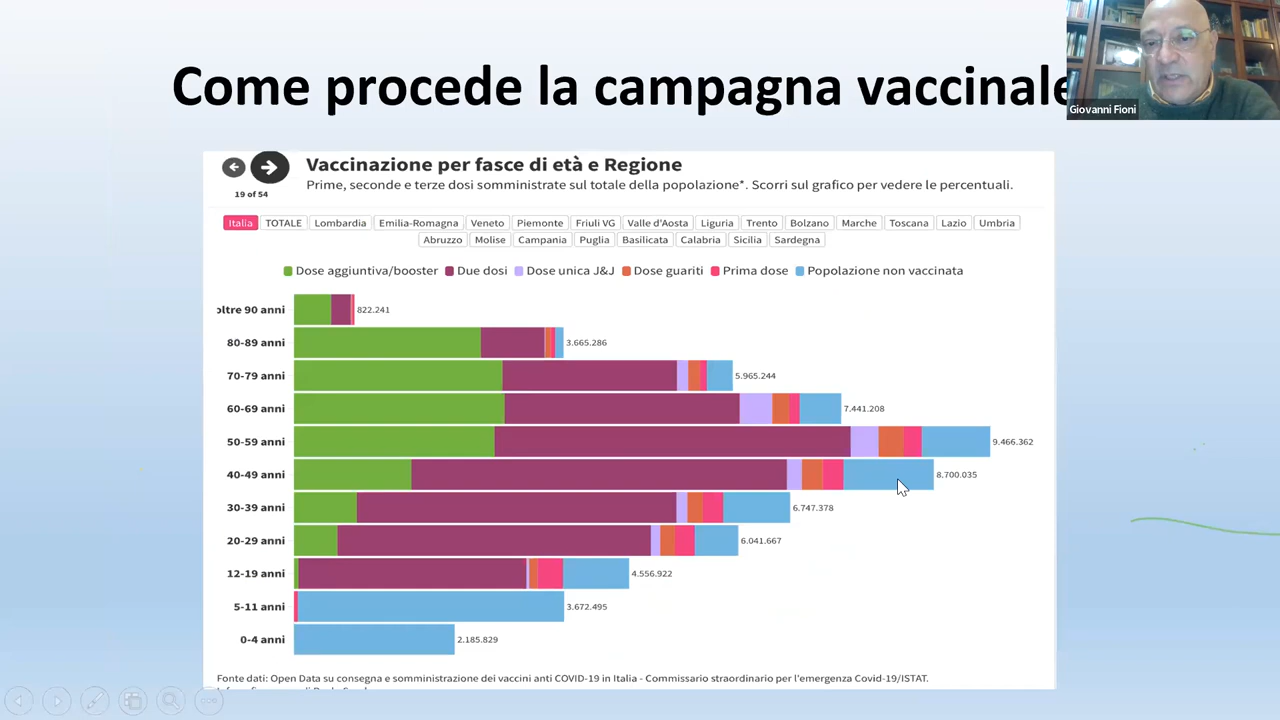 Come procede la campagna vaccinale
Giovanni Fioni
Vaccinazione per fasce di età e Regione
Prime, seconde e terze dosi somministrate sul totale della popolazione*. Scorri sul grafico per vedere le percentuali.
19 of 54
Italia TOTALE Lombardia Emilia-Romagna Veneto Piemonte Friuli VG Valle d'Aosta Liguria Trento Bolzano Marche Toscana Lazio Umbria
Abruzzo Molise Campania Puglia Basilicata Calabria Sicilia Sardegna
Dose aggiuntiva/booster Due dosi Dose unica J&J Dose guariti Prima dose Popolazione non vaccinata
oltre 90 anni 822.241
80-89 anni 3.665.286
70-79 anni 5.965.244
60-69 anni 7.441.208
50-59 anni 9.466.362
40-49 anni 8.700.035
30-39 anni 6.747.378
20-29 anni 6.041.667
12-19 anni 4.556.922
5-11 anni 3.672.495
0-4 anni 2.185.829
Fonte dati: Open Data su consegna e somministrazione dei vaccini anti COVID-19 in Italia - Commissario straordinario per l'emergenza Covid-19/ISTAT.